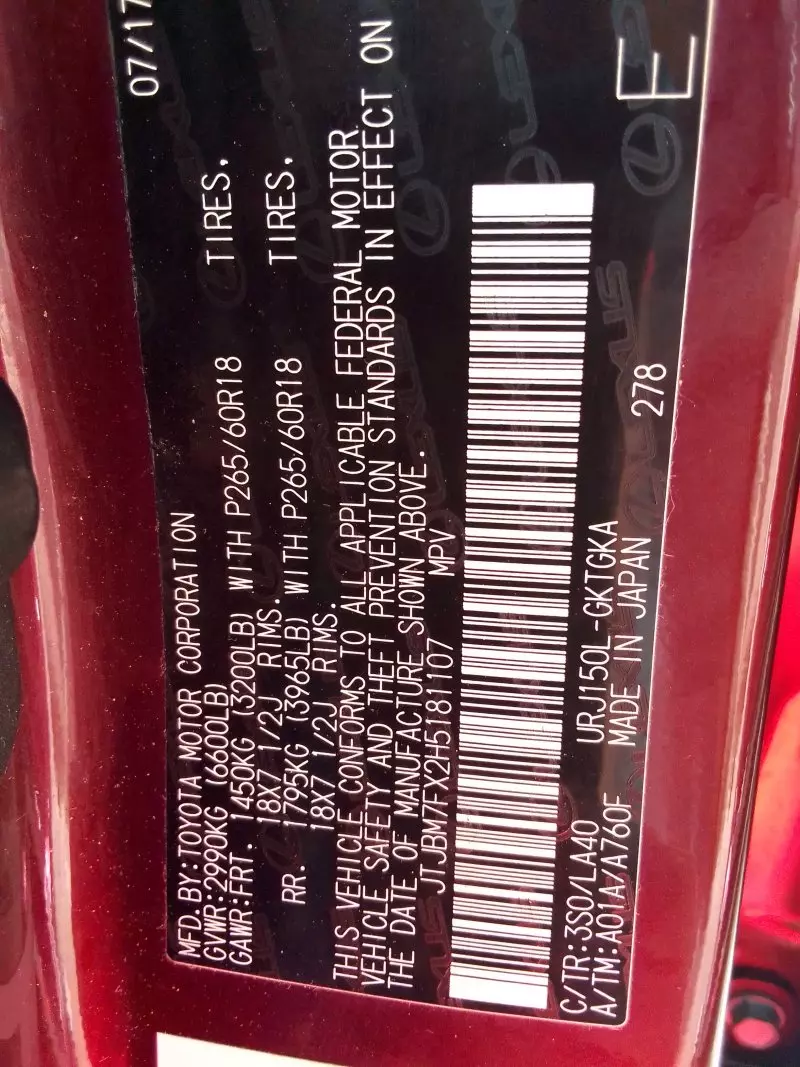 MFD.BY:TOYOTA MOTOR CORPORATION 07/17
GVWR:2990KG (6600LB)
GAWR:FRT. 1450KG (3200LB) WITH P265/60R18 TIRES.
18X7 1/2J RIMS.
RR. 1795KG (3965LB) WITH P265/60R18 TIRES.
18X7 1/2J RIMS.
THIS VEHICLE CONFORMS TO ALL APPLICABLE FEDERAL MOTOR
VEHICLE SAFETY AND THEFT PREVENTION STANDARDS IN EFFECT ON
THE DATE OF MANUFACTURE SHOWN ABOVE.
JTJBM7FX2H5181107 MPV
C/TR:3S0/LA40 URJ150L-GKTGKA
A/TM:A01A/A760F MADE IN JAPAN 278 E
LEXUS